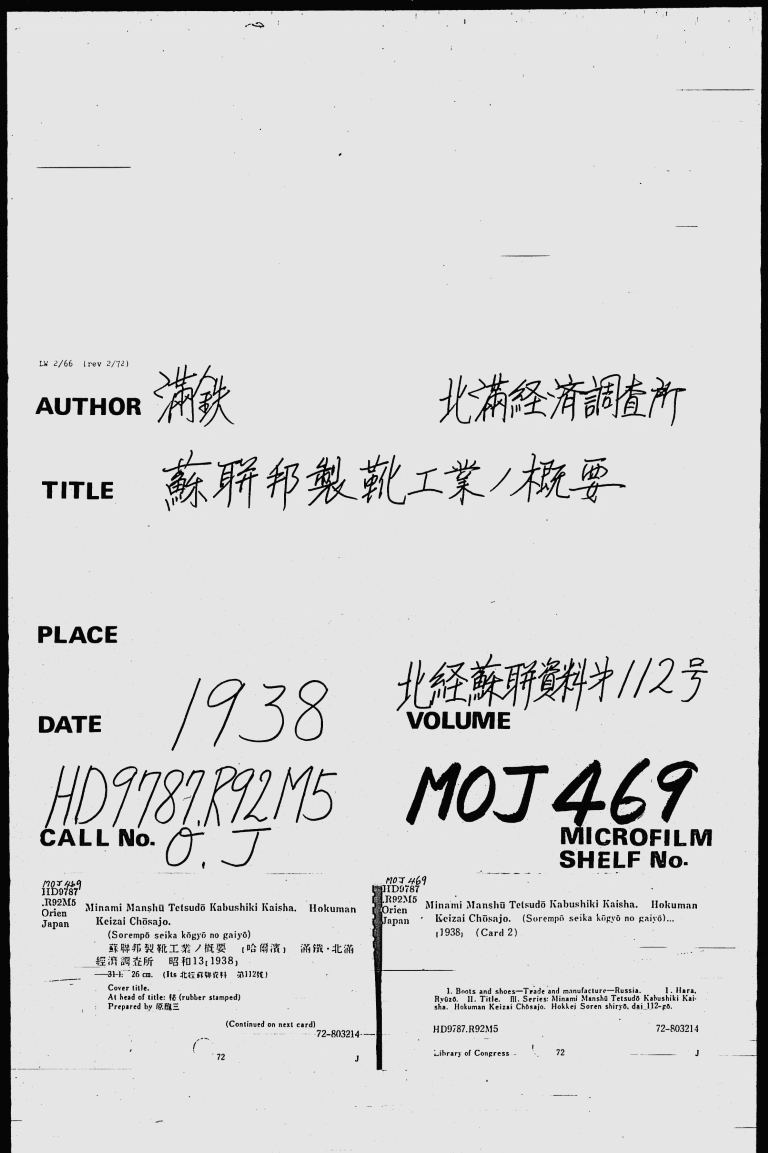 LW 2/66 (rev 2/72)
AUTHOR 滿鉄 北滿経済調査所
TITLE 蘇聯邦製靴工業ノ概要
PLACE
DATE 1938
北経蘇聯資料第112号
VOLUME
HD9787.R92M5
CALL No. O.J
MOJ 469
MICROFILM
SHELF No.
MOJ 469
HD9787
.R92M5
Orien
Japan
Minami Manshū Tetsudō Kabushiki Kaisha. Hokuman
Keizai Chōsajo.
(Sorempō seika kōgyō no gaiyō)
蘇聯邦製靴工業ノ概要 [哈爾濱] 滿鐵・北滿
經濟調査所 昭和13[1938]
31 l. 26 cm. (Its 北經蘇聯資料 第112號)
Cover title.
At head of title: 秘 (rubber stamped)
Prepared by 原龍三
(Continued on next card)
72-803214
72 J
MOJ 469
HD9787
.R92M5
Orien
Japan
Minami Manshū Tetsudō Kabushiki Kaisha. Hokuman
Keizai Chōsajo. (Sorempō seika kōgyō no gaiyō)...
[1938] (Card 2)
1. Boots and shoes—Trade and manufacture—Russia. I. Hara,
Ryūzō. II. Title. III. Series: Minami Manshū Tetsudō Kabushiki Kai-
sha. Hokuman Keizai Chōsajo. Hokkei Soren shiryō, dai 112-gō.
HD9787.R92M5 72-803214
Library of Congress 72 J